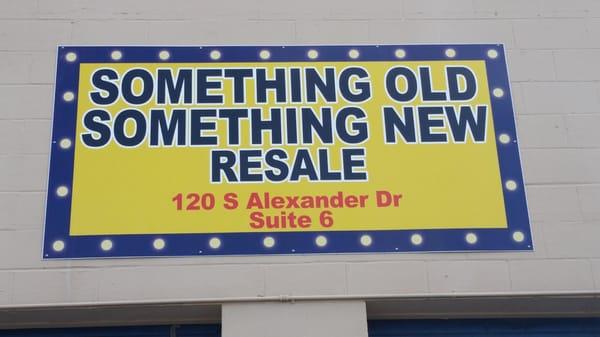 SOMETHING OLD
SOMETHING NEW
RESALE
120 S Alexander Dr
Suite 6